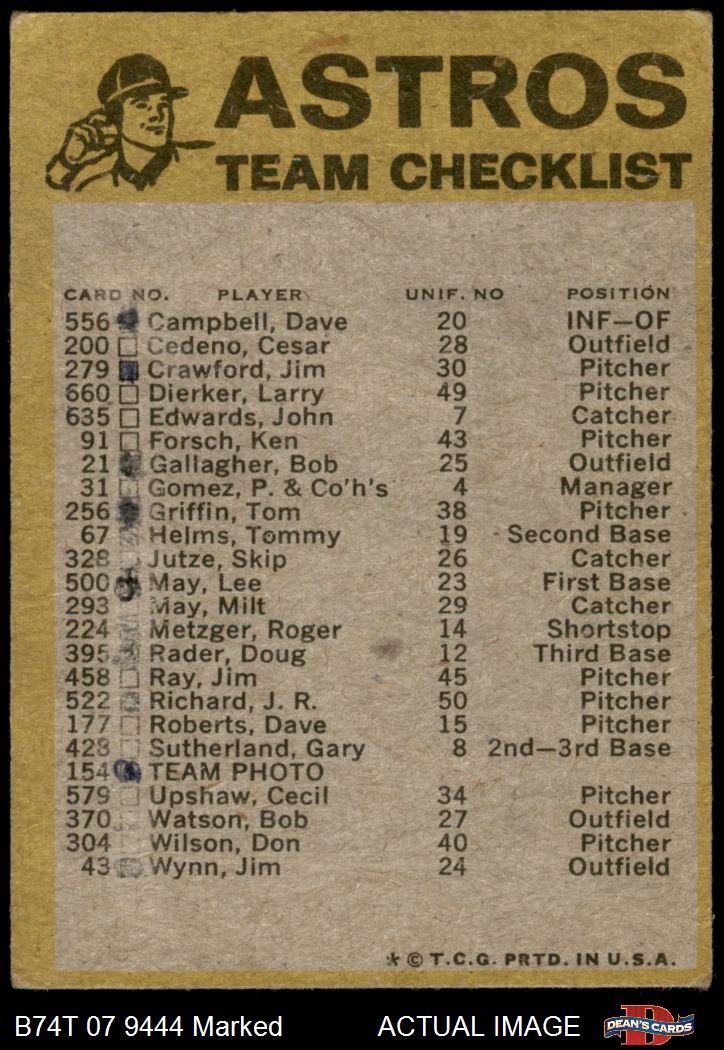 ASTROS
TEAM CHECKLIST
CARD NO. PLAYER UNIF. NO POSITION
556 Campbell, Dave 20 INF—OF
200 Cedeno, Cesar 28 Outfield
279 Crawford, Jim 30 Pitcher
660 Dierker, Larry 49 Pitcher
635 Edwards, John 7 Catcher
91 Forsch, Ken 43 Pitcher
21 Gallagher, Bob 25 Outfield
31 Gomez, P. & Co'h's 4 Manager
256 Griffin, Tom 38 Pitcher
67 Helms, Tommy 19 Second Base
328 Jutze, Skip 26 Catcher
500 May, Lee 23 First Base
293 May, Milt 29 Catcher
224 Metzger, Roger 14 Shortstop
395 Rader, Doug 12 Third Base
458 Ray, Jim 45 Pitcher
522 Richard, J. R. 50 Pitcher
177 Roberts, Dave 15 Pitcher
428 Sutherland, Gary 8 2nd—3rd Base
154 TEAM PHOTO
579 Upshaw, Cecil 34 Pitcher
370 Watson, Bob 27 Outfield
304 Wilson, Don 40 Pitcher
43 Wynn, Jim 24 Outfield
* © T.C.G. PRTD. IN U.S.A.
B74T 07 9444 Marked ACTUAL IMAGE DEAN'S CARDS